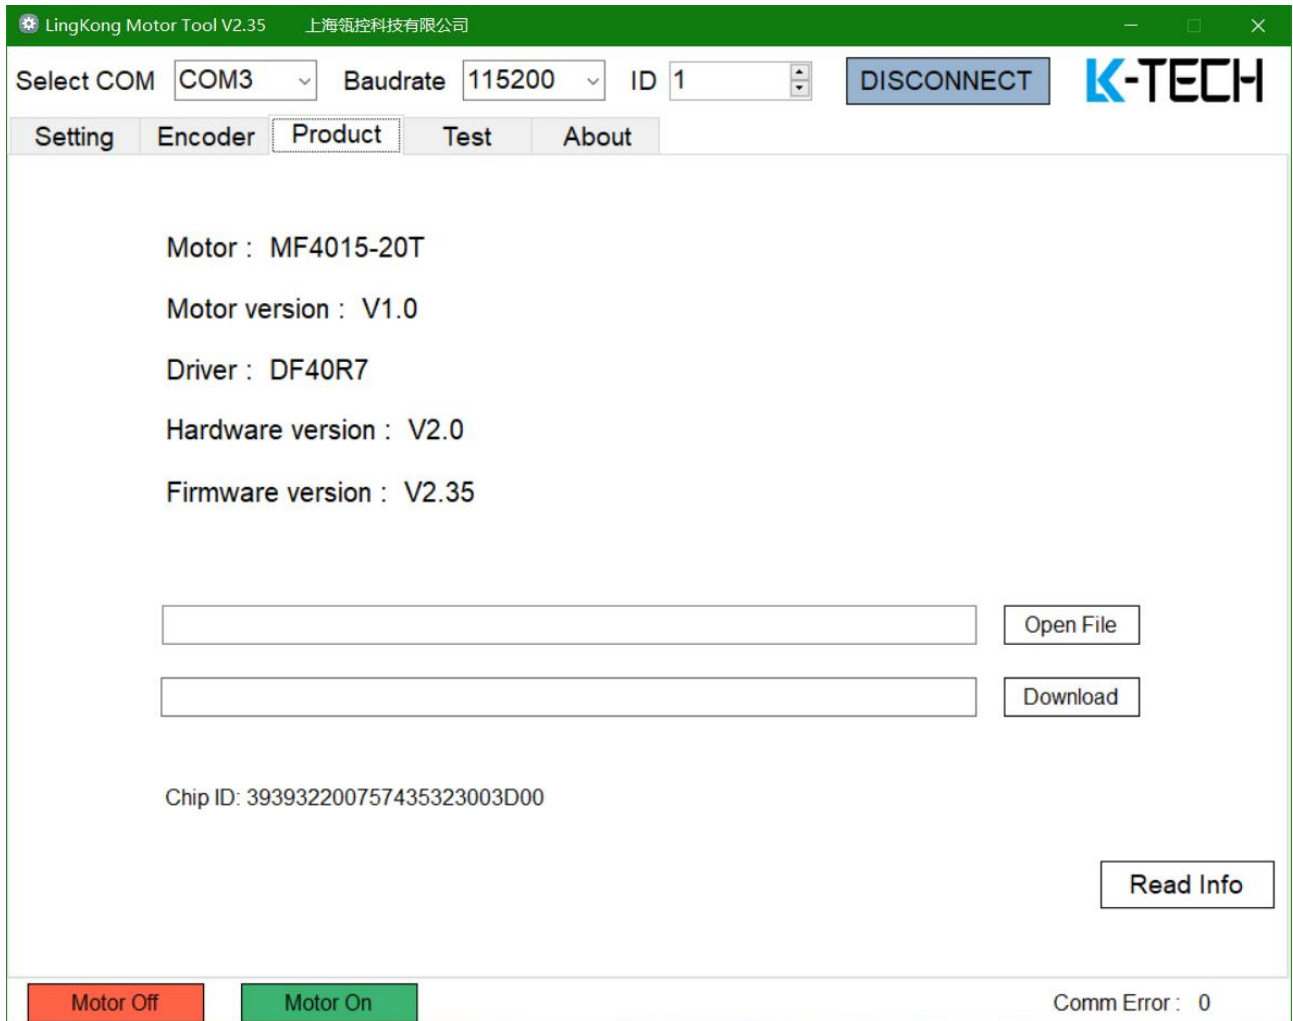 LingKong Motor Tool V2.35 上海瓴控科技有限公司
Select COM COM3 Baudrate 115200 ID 1 DISCONNECT K-TECH
Setting Encoder Product Test About
Motor : MF4015-20T
Motor version : V1.0
Driver : DF40R7
Hardware version : V2.0
Firmware version : V2.35
Open File
Download
Chip ID: 393932200757435323003D00
Read Info
Motor Off Motor On Comm Error : 0